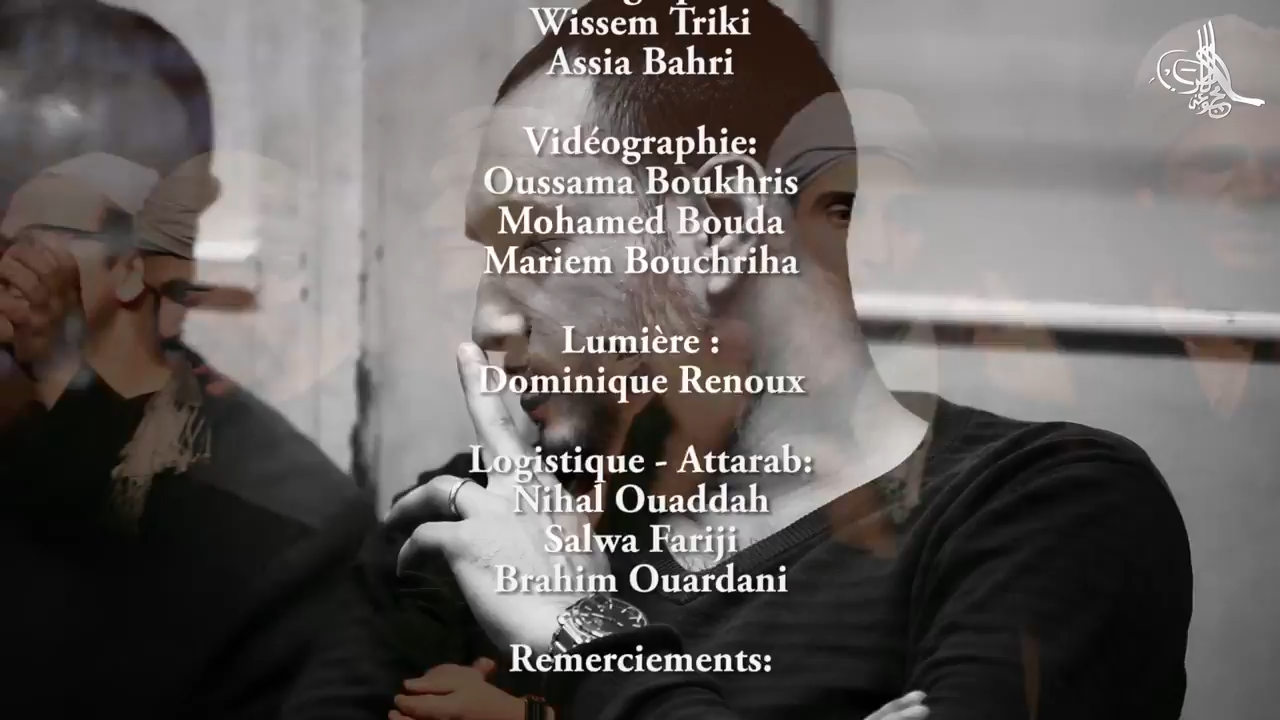 Wissem Triki
Assia Bahri
Vidéographie:
Oussama Boukhris
Mohamed Bouda
Mariem Bouchriha
Lumière :
Dominique Renoux
Logistique - Attarab:
Nihal Ouaddah
Salwa Fariji
Brahim Ouardani
Remerciements: